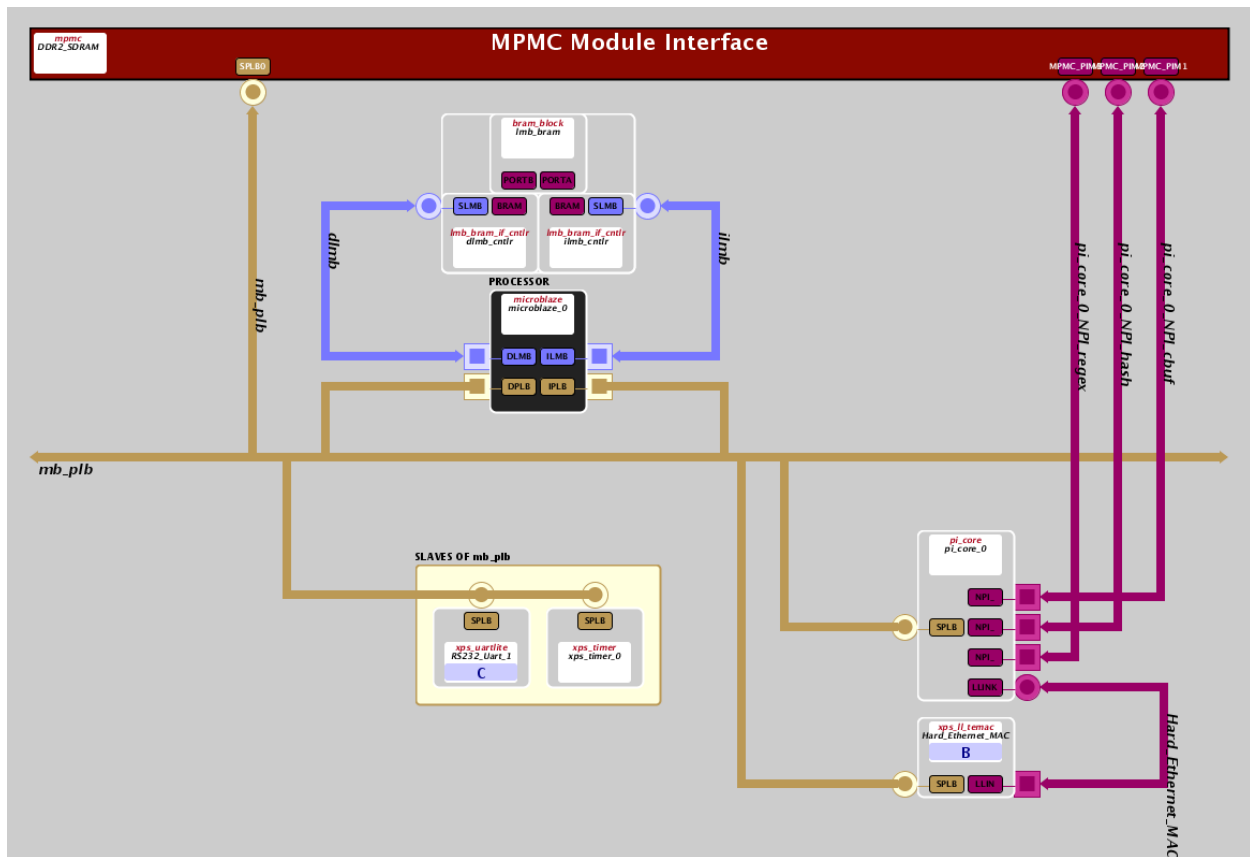 MPMC Module Interface
mpmc
DDR2_SDRAM
SPLB0
MPMC_PIM1
bram_block
lmb_bram
PORTB PORTA
SLMB BRAM BRAM SLMB
lmb_bram_if_cntlr
dlmb_cntlr
lmb_bram_if_cntlr
ilmb_cntlr
dlmb
ilmb
mb_plb
pi_core_0_NPI_regex
pi_core_0_NPI_hash
pi_core_0_NPI_cbuf
PROCESSOR
microblaze
microblaze_0
DLMB ILMB
DPLB IPLB
mb_plb
SLAVES OF mb_plb
SPLB
xps_uartlite
RS232_Uart_1
C
SPLB
xps_timer
xps_timer_0
pi_core
pi_core_0
NPI_
SPLB NPI_
NPI_
LLINK
xps_ll_temac
Hard_Ethernet_MAC
B
SPLB LLIN
Hard_Ethernet_MAC